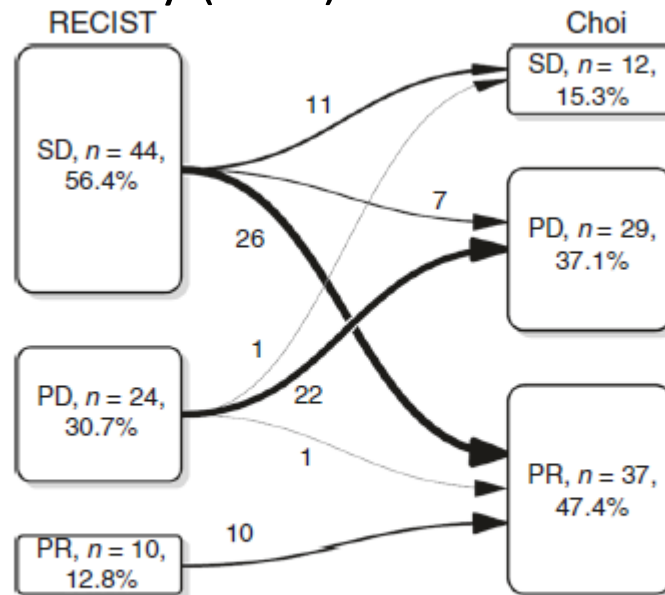 RECIST
Choi
SD, n = 44,
56.4%
SD, n = 12,
15.3%
11
7
26
PD, n = 29,
37.1%
1
22
PD, n = 24,
30.7%
1
PR, n = 37,
47.4%
10
PR, n = 10,
12.8%